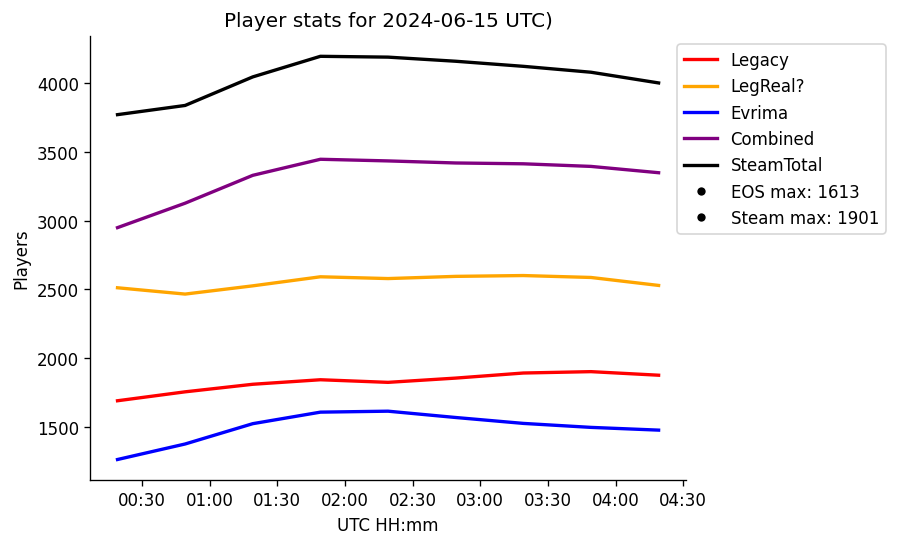 Player stats for 2024-06-15 UTC)
Legacy
LegReal?
Evrima
Combined
SteamTotal
EOS max: 1613
Steam max: 1901
Players
4000
3500
3000
2500
2000
1500
00:30 01:00 01:30 02:00 02:30 03:00 03:30 04:00 04:30
UTC HH:mm